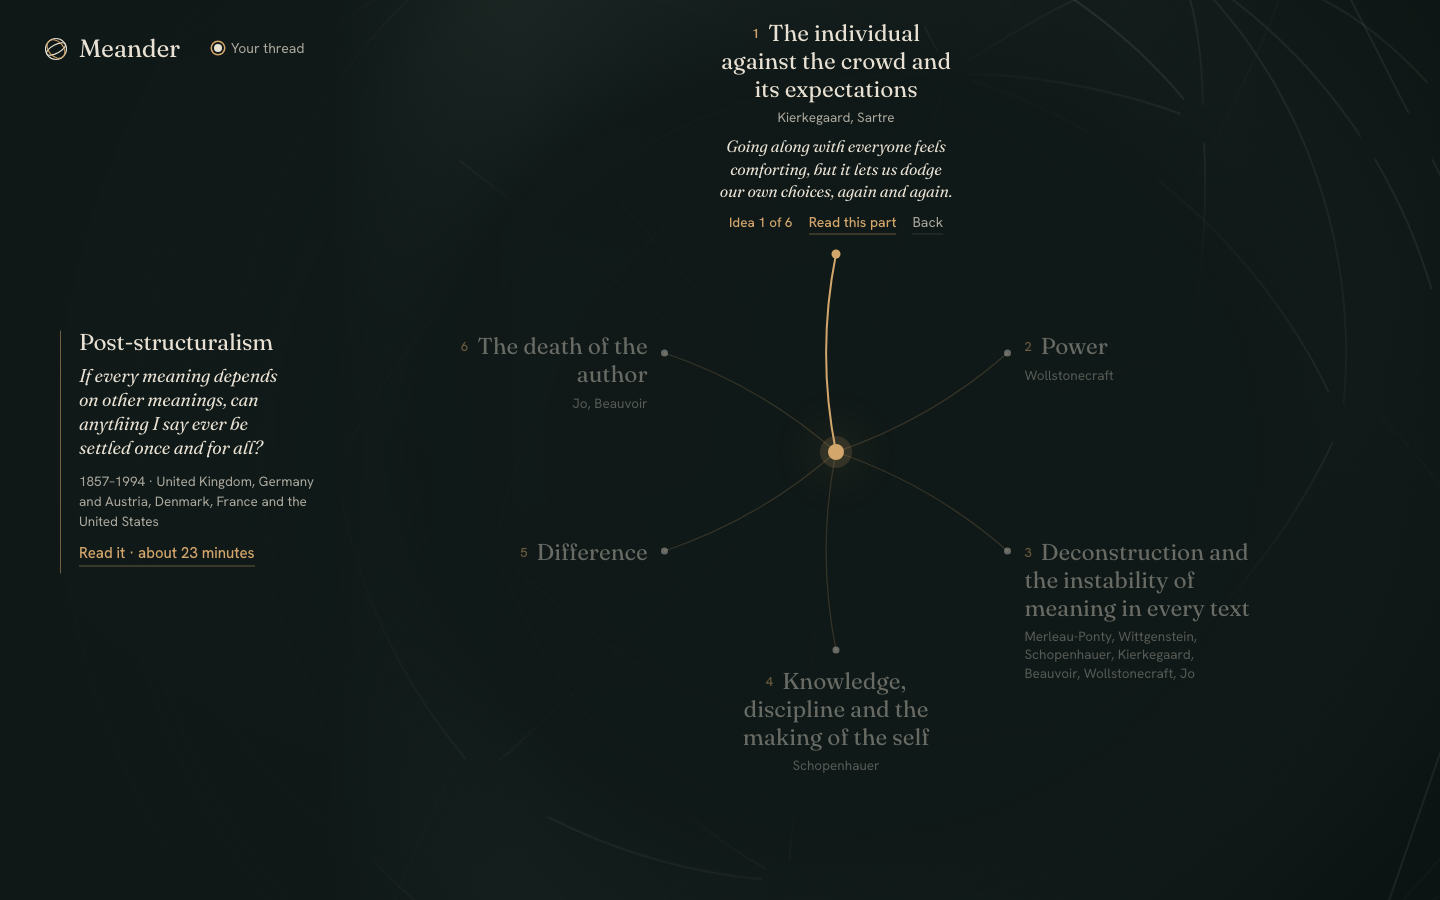 Meander
Your thread
1 The individual
against the crowd and
its expectations
Kierkegaard, Sartre
Going along with everyone feels
comforting, but it lets us dodge
our own choices, again and again.
Idea 1 of 6 Read this part Back
Post-structuralism
If every meaning depends
on other meanings, can
anything I say ever be
settled once and for all?
1857–1994 · United Kingdom, Germany
and Austria, Denmark, France and the
United States
Read it · about 23 minutes
6 The death of the
author
Jo, Beauvoir
2 Power
Wollstonecraft
5 Difference
3 Deconstruction and
the instability of
meaning in every text
Merleau-Ponty, Wittgenstein,
Schopenhauer, Kierkegaard,
Beauvoir, Wollstonecraft, Jo
4 Knowledge,
discipline and the
making of the self
Schopenhauer